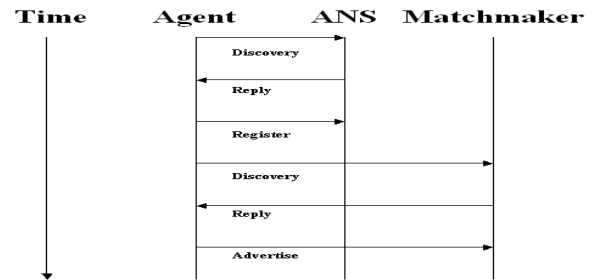 Time Agent ANS Matchmaker
Discovery
Reply
Register
Discovery
Reply
Advertise